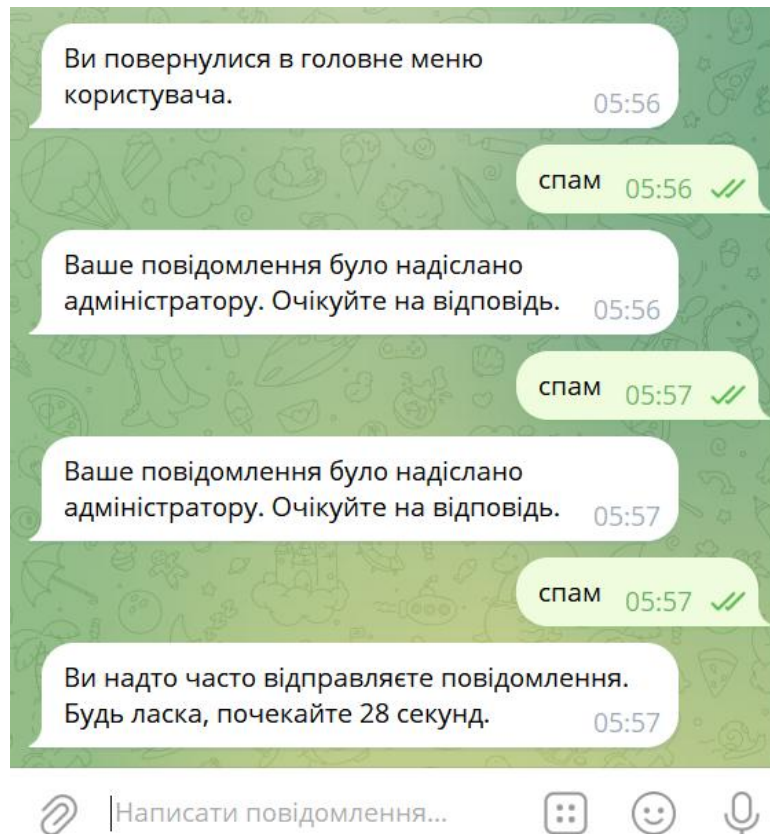 Ви повернулися в головне меню
користувача.
05:56
спам 05:56
Ваше повідомлення було надіслано
адміністратору. Очікуйте на відповідь. 05:56
спам 05:57
Ваше повідомлення було надіслано
адміністратору. Очікуйте на відповідь. 05:57
спам 05:57
Ви надто часто відправляєте повідомлення.
Будь ласка, почекайте 28 секунд. 05:57
Написати повідомлення...